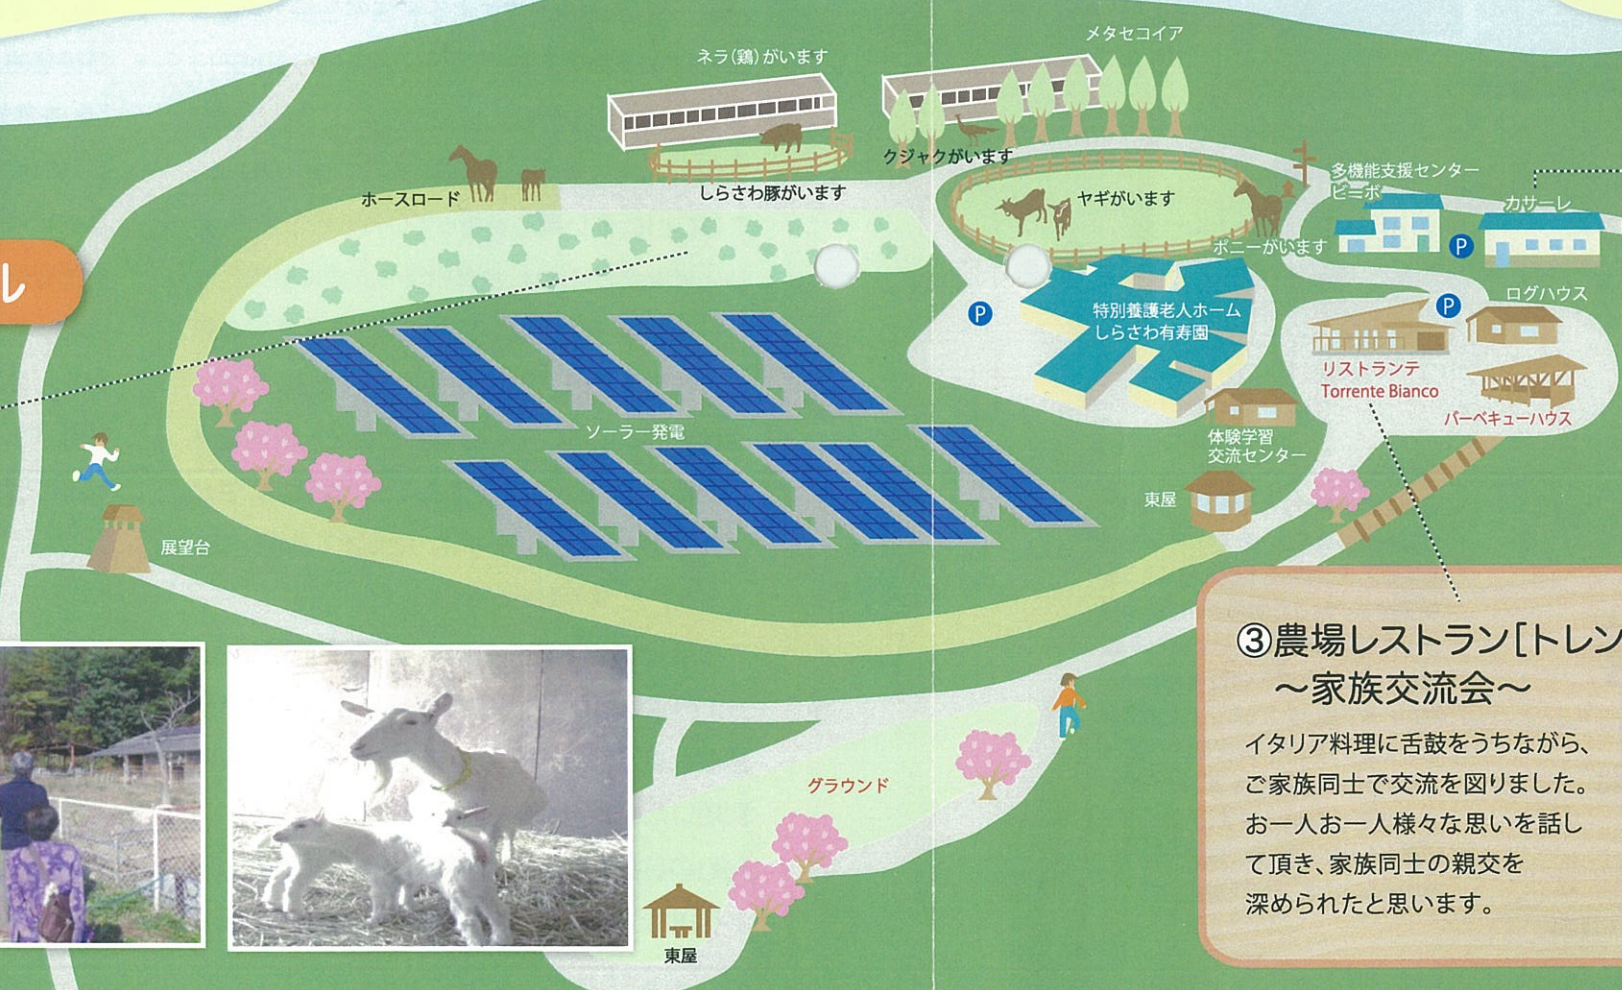 メタセコイア
ネラ(鶏)がいます
クジャクがいます
しらさわ豚がいます
ホースロード
ヤギがいます
ポニーがいます
多機能支援センター
ビーボ
カサーレ
P
P
P
ログハウス
特別養護老人ホーム
しらさわ有寿園
リストランテ
Torrente Bianco
バーベキューハウス
ル
ソーラー発電
体験学習
交流センター
東屋
展望台
グラウンド
東屋
③農場レストラン[トレン
〜家族交流会〜
イタリア料理に舌鼓をうちながら、
ご家族同士で交流を図りました。
お一人お一人様々な思いを話し
て頂き、家族同士の親交を
深められたと思います。